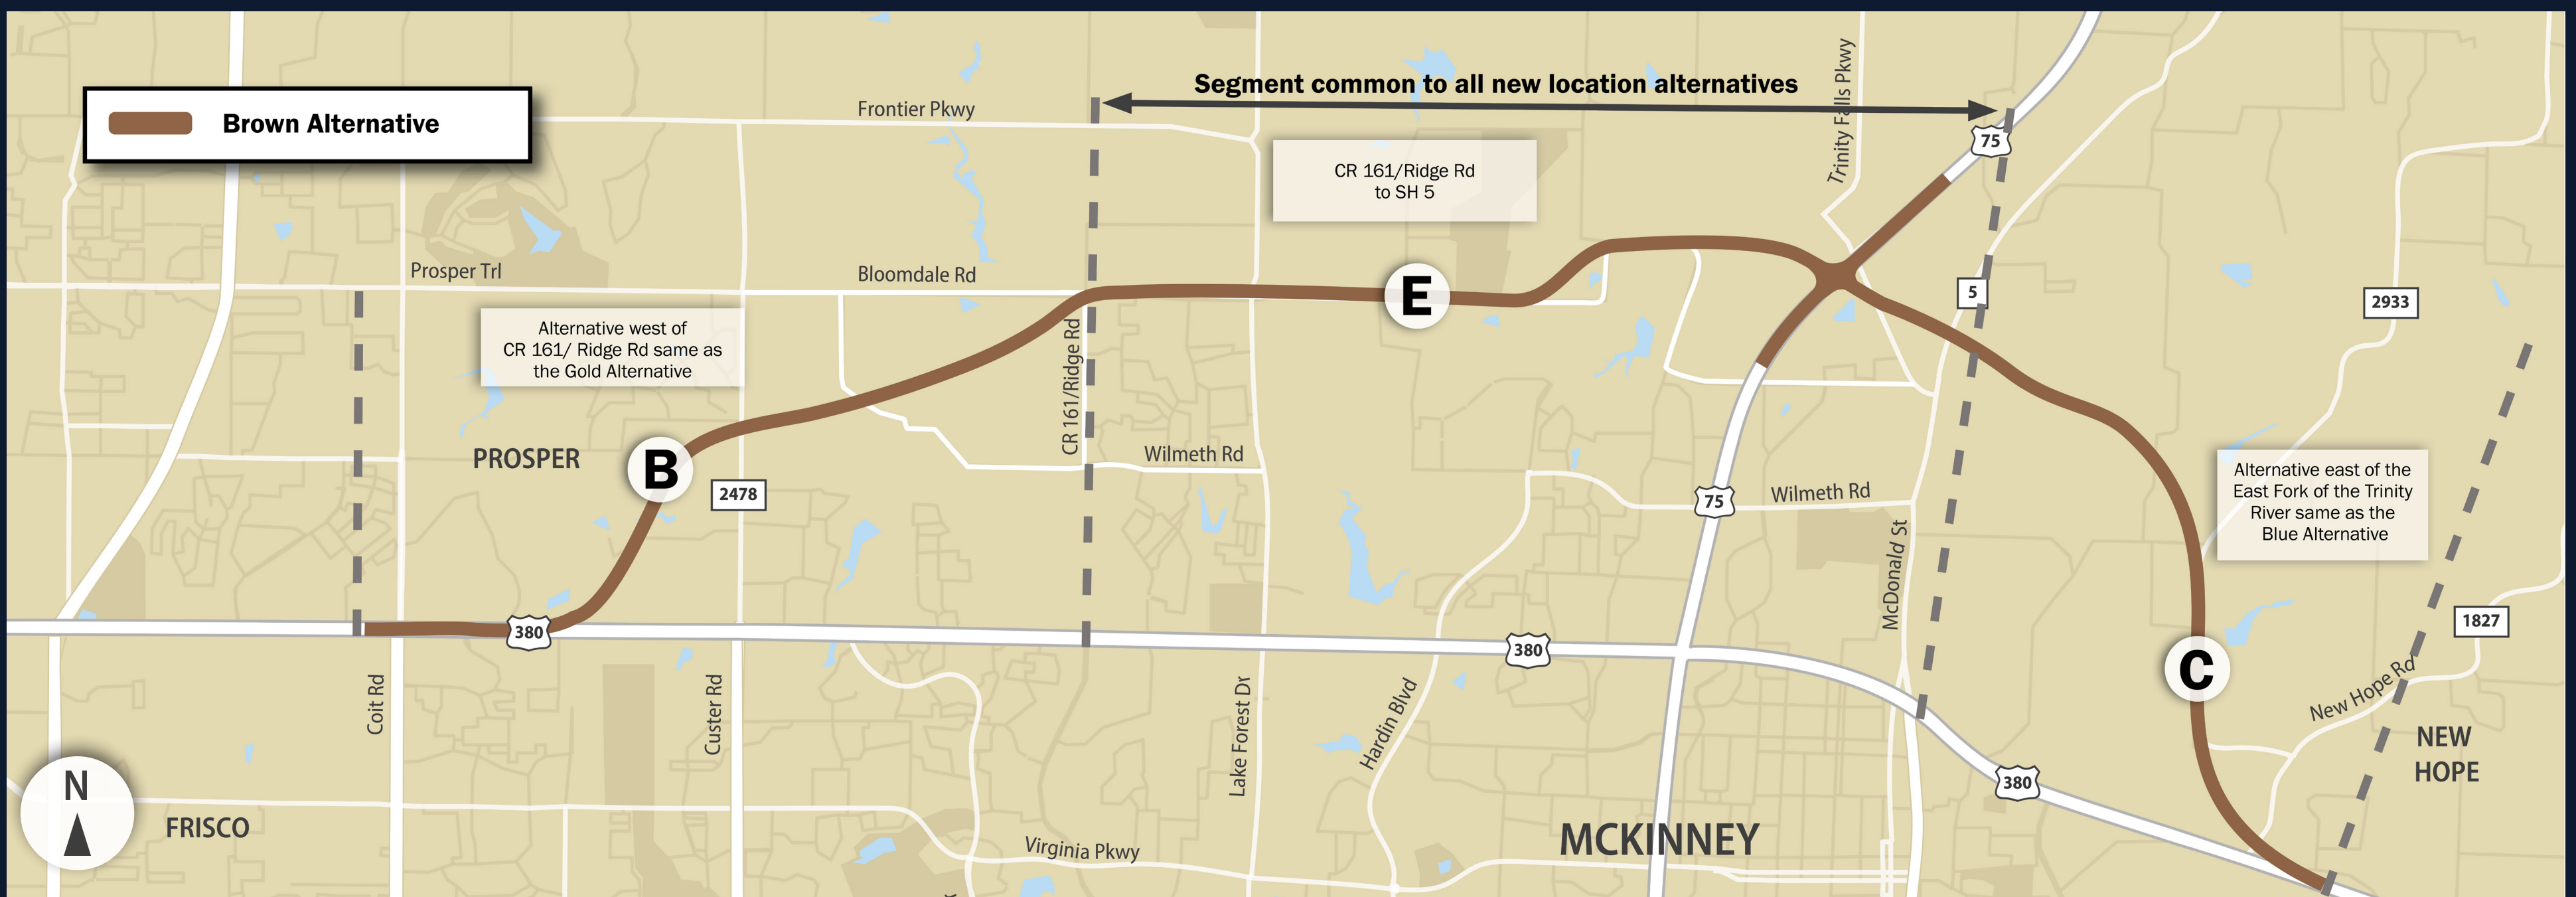 Brown Alternative
Segment common to all new location alternatives
Frontier Pkwy
Trinity Falls Pkwy
75
CR 161/Ridge Rd
to SH 5
Prosper Trl
Bloomdale Rd
E
5
2933
Alternative west of
CR 161/ Ridge Rd same as
the Gold Alternative
CR 161/Ridge Rd
PROSPER
B
2478
Wilmeth Rd
75
Wilmeth Rd
Alternative east of the
East Fork of the Trinity
River same as the
Blue Alternative
McDonald St
380
380
1827
C
New Hope Rd
Coit Rd
Custer Rd
Lake Forest Dr
Hardin Blvd
NEW
HOPE
380
N
FRISCO
Virginia Pkwy
MCKINNEY